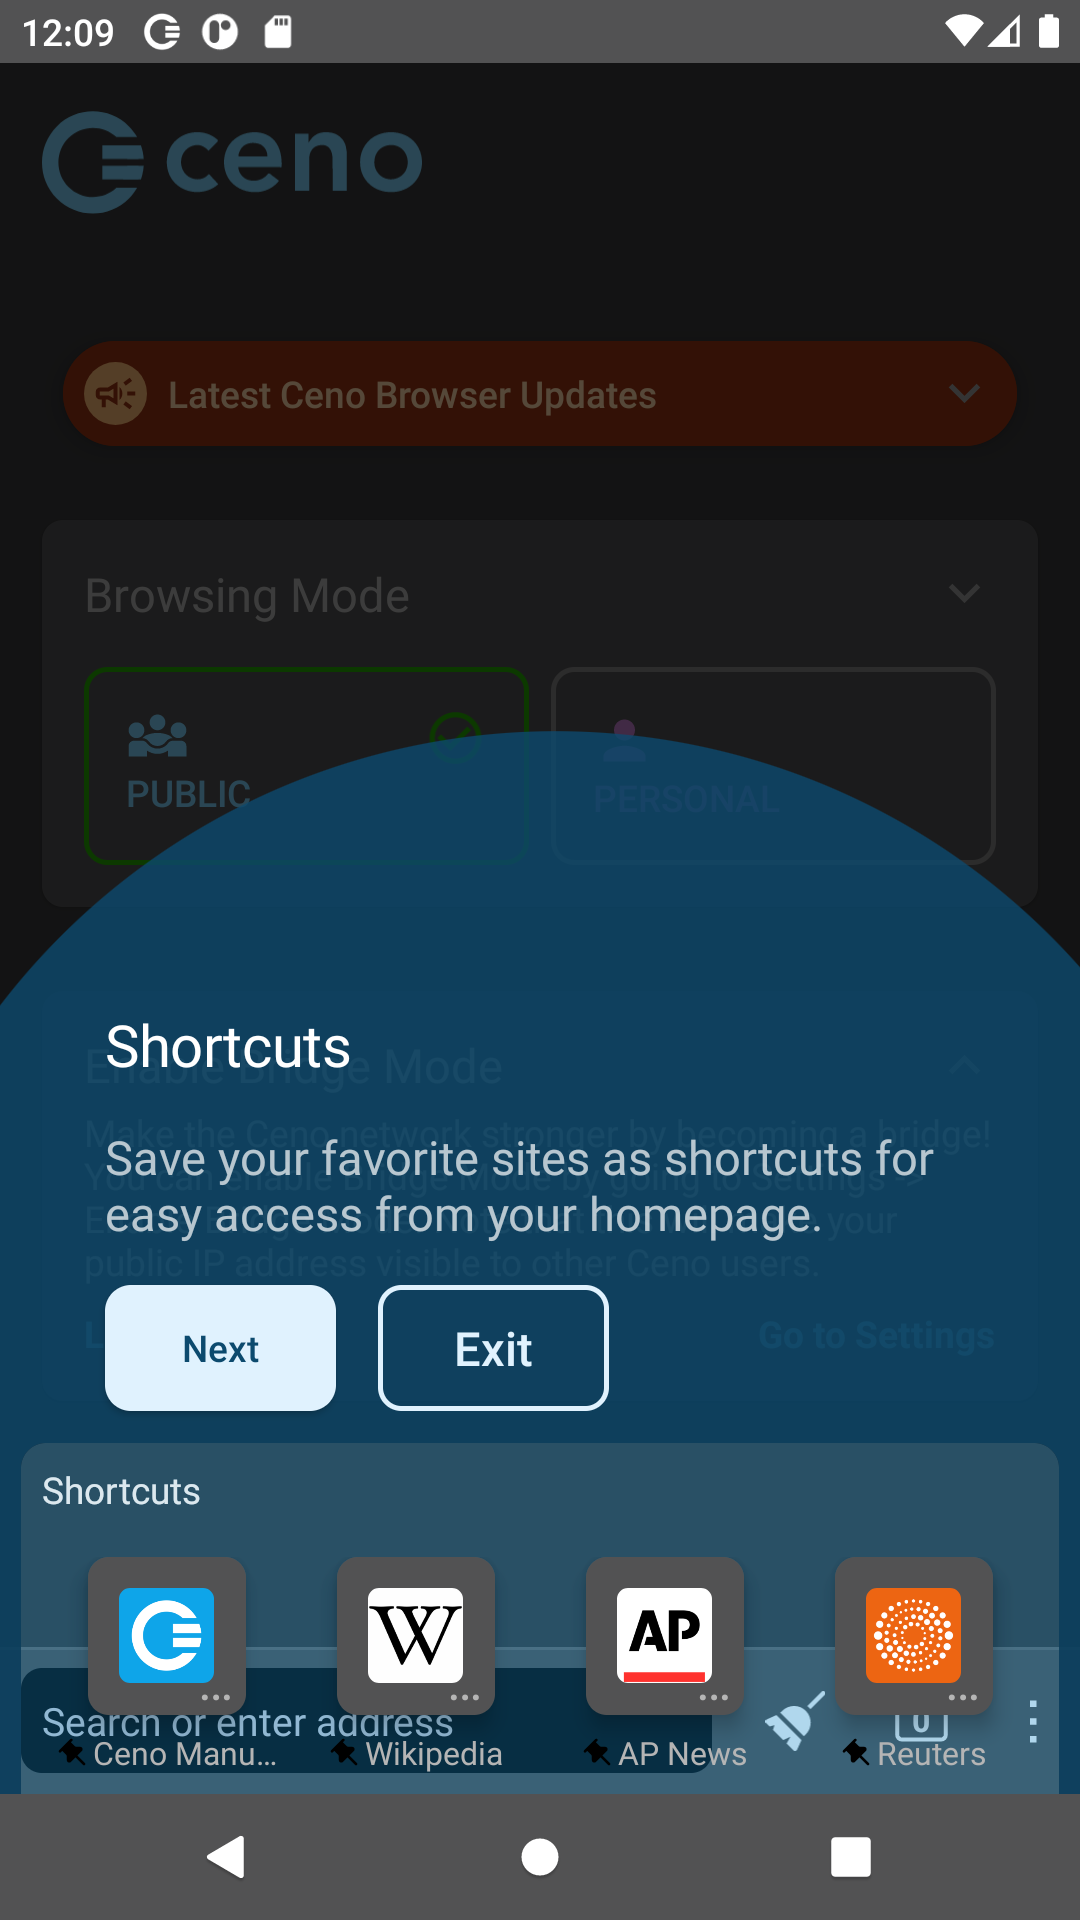 12:09
ceno
Latest Ceno Browser Updates
Browsing Mode
PUBLIC
PERSONAL
Shortcuts
Enable Bridge Mode
Make the Ceno network stronger by becoming a bridge!
Save your favorite sites as shortcuts for
You can enable Bridge Mode by going to Settings ->
easy access from your homepage.
your
public IP address visible to other Ceno users.
Next
Exit
Go to Settings
Shortcuts
W
AP
Search or enter address
0
Ceno Manu...
Wikipedia
AP News
Reuters